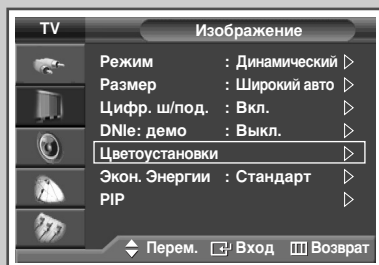 TV
Изображение
Режим : Динамический
Размер : Широкий авто
Цифр. ш/под. : Вкл.
DNIe: демо : Выкл.
Цветоустановки
Экон. Энергии : Стандарт
PIP
Перем. Вход Возврат